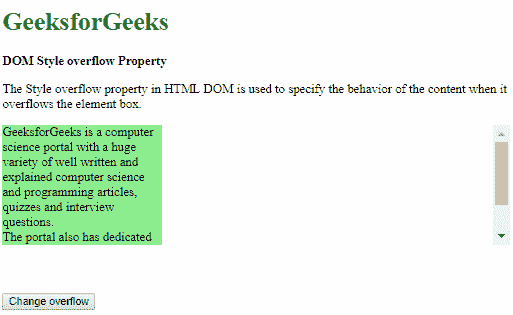 GeeksforGeeks
DOM Style overflow Property
The Style overflow property in HTML DOM is used to specify the behavior of the content when it
overflows the element box.
GeeksforGeeks is a computer
science portal with a huge
variety of well written and
explained computer science
and programming articles,
quizzes and interview
questions.
The portal also has dedicated
Change overflow